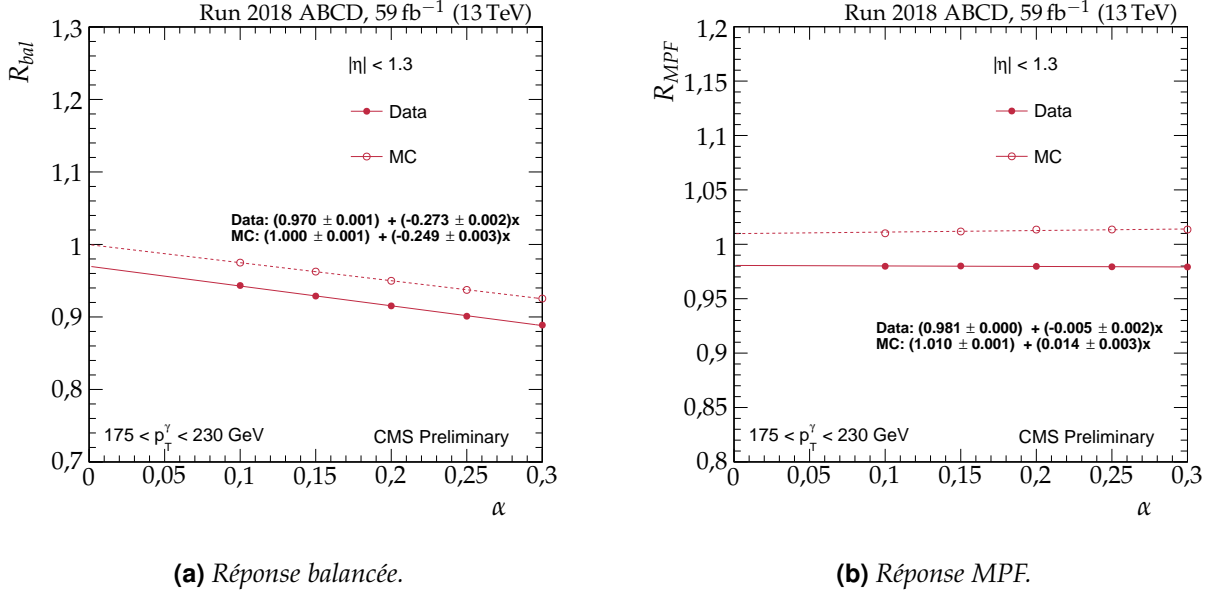 Run 2018 ABCD, 59 fb⁻¹ (13 TeV)
R_bal
1,3
1,2
1,1
1
0,9
0,8
0,7
|η| < 1.3
Data
MC
Data: (0.970 ± 0.001) + (-0.273 ± 0.002)x
MC: (1.000 ± 0.001) + (-0.249 ± 0.003)x
175 < p_T^γ < 230 GeV
CMS Preliminary
0 0,05 0,1 0,15 0,2 0,25 0,3
α
(a) Réponse balancée.
Run 2018 ABCD, 59 fb⁻¹ (13 TeV)
R_MPF
1,2
1,15
1,1
1,05
1
0,95
0,9
0,85
0,8
|η| < 1.3
Data
MC
Data: (0.981 ± 0.000) + (-0.005 ± 0.002)x
MC: (1.010 ± 0.001) + (0.014 ± 0.003)x
175 < p_T^γ < 230 GeV
CMS Preliminary
0 0,05 0,1 0,15 0,2 0,25 0,3
α
(b) Réponse MPF.